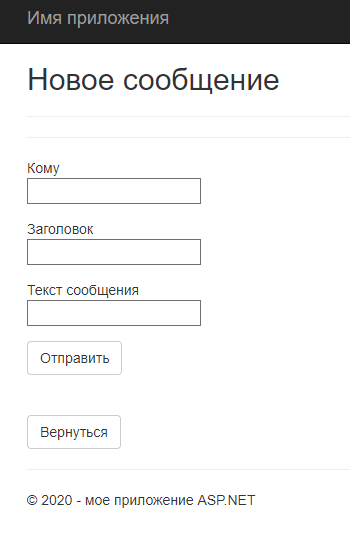 Имя приложения
Новое сообщение
Кому
Заголовок
Текст сообщения
Отправить
Вернуться
© 2020 - мое приложение ASP.NET